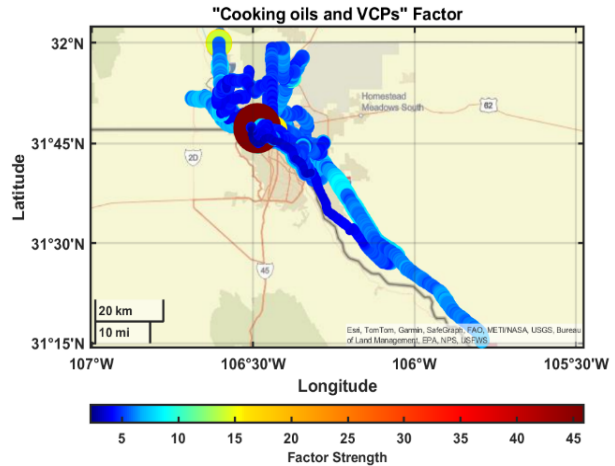 "Cooking oils and VCPs" Factor
32°N
Homestead
Meadows South
62
31°45'N
2D
Latitude
31°30'N
45
20 km
10 mi
Esri, TomTom, Garmin, SafeGraph, FAO, METI/NASA, USGS, Bureau
of Land Management, EPA, NPS, USFWS
31°15'N
107°W 106°30'W 106°W 105°30'W
Longitude
5 10 15 20 25 30 35 40 45
Factor Strength